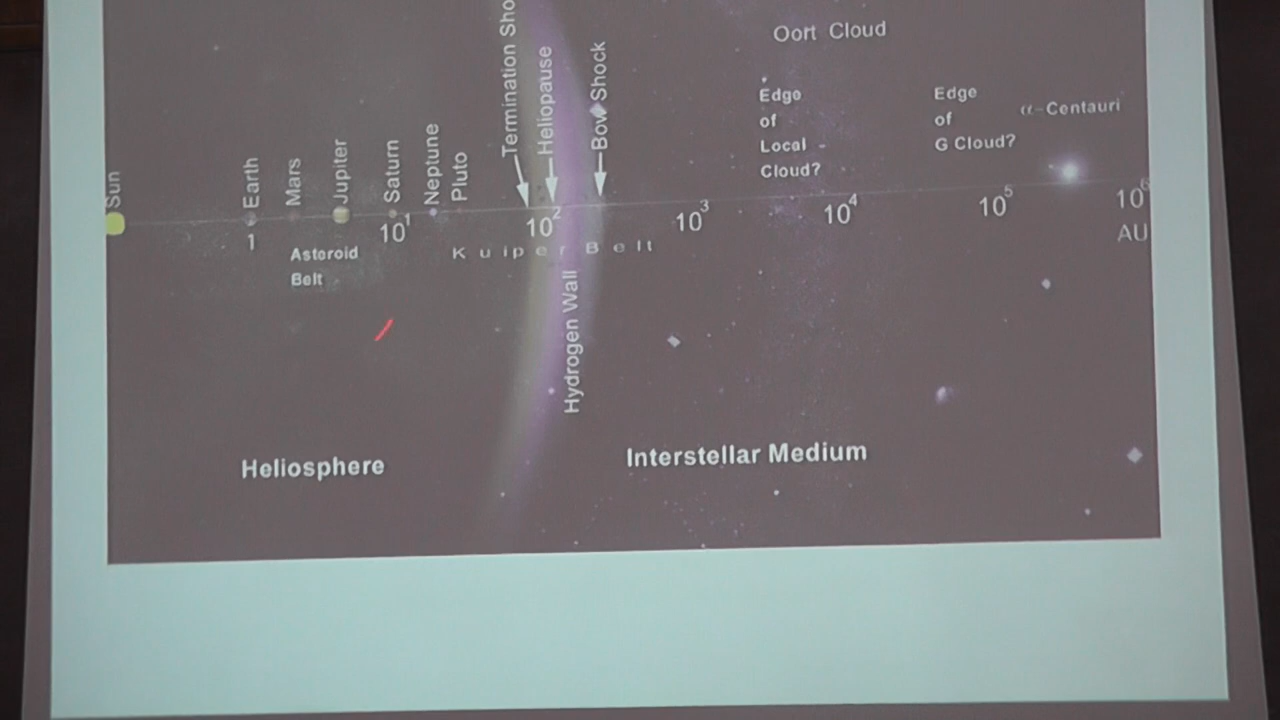 Oort Cloud
Termination Sho
Heliopause
Bow Shock
Edge
of
Local
Cloud?
Edge
of
G Cloud?
α-Centauri
Sun
Earth
Mars
Jupiter
Saturn
Neptune
Pluto
1
10¹
10²
10³
10⁴
10⁵
10⁶
AU
Asteroid
Belt
Kuiper Belt
Hydrogen Wall
Heliosphere
Interstellar Medium